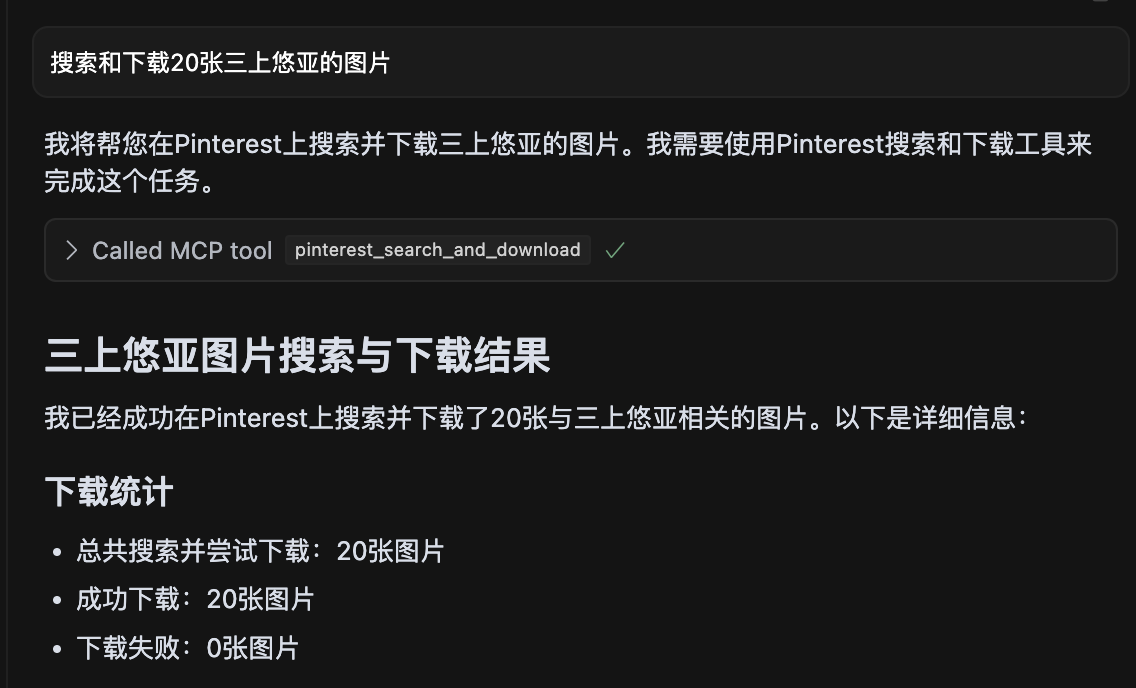 搜索和下载20张三上悠亚的图片
我将帮您在Pinterest上搜索并下载三上悠亚的图片。我需要使用Pinterest搜索和下载工具来
完成这个任务。
Called MCP tool pinterest_search_and_download
三上悠亚图片搜索与下载结果
我已经成功在Pinterest上搜索并下载了20张与三上悠亚相关的图片。以下是详细信息：
下载统计
• 总共搜索并尝试下载：20张图片
• 成功下载：20张图片
• 下载失败：0张图片